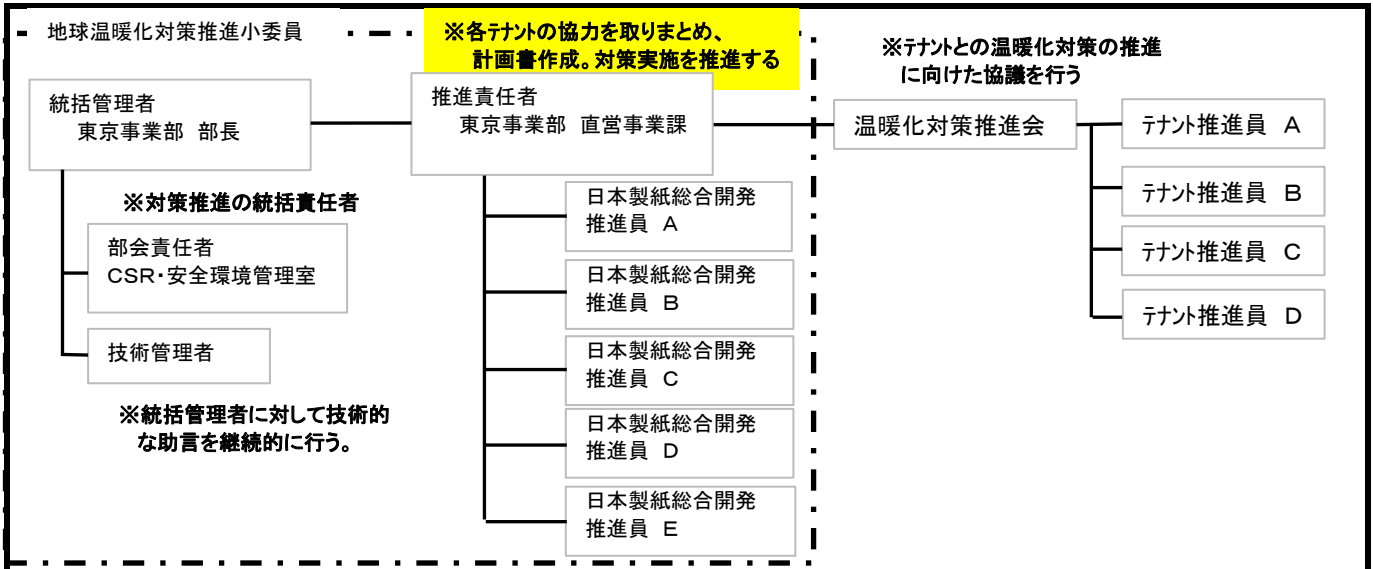 地球温暖化対策推進小委員
※各テナントの協力を取りまとめ、
計画書作成。対策実施を推進する
※テナントとの温暖化対策の推進
に向けた協議を行う
統括管理者
東京事業部 部長
推進責任者
東京事業部 直営事業課
温暖化対策推進会
テナント推進員 A
テナント推進員 B
テナント推進員 C
テナント推進員 D
※対策推進の統括責任者
部会責任者
CSR・安全環境管理室
技術管理者
※統括管理者に対して技術的
な助言を継続的に行う。
日本製紙総合開発
推進員 A
日本製紙総合開発
推進員 B
日本製紙総合開発
推進員 C
日本製紙総合開発
推進員 D
日本製紙総合開発
推進員 E